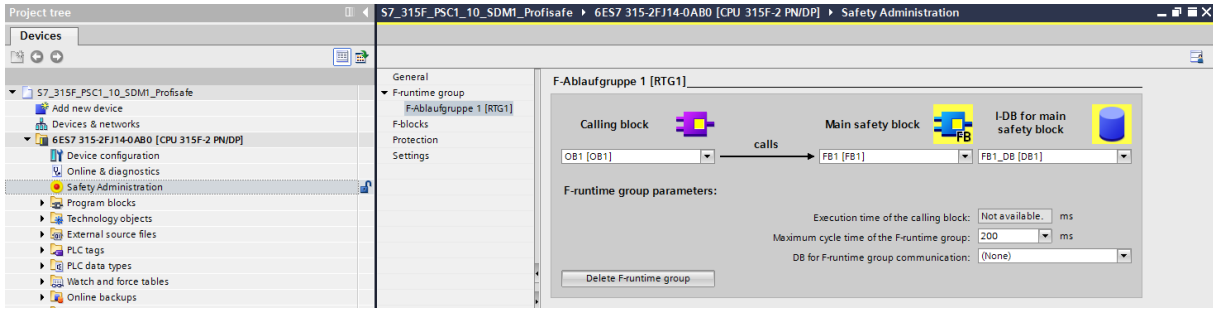 Project tree
S7_315F_PSC1_10_SDM1_Profisafe ▸ 6ES7 315-2FJ14-0AB0 [CPU 315F-2 PN/DP] ▸ Safety Administration
Devices
S7_315F_PSC1_10_SDM1_Profisafe
Add new device
Devices & networks
6ES7 315-2FJ14-0AB0 [CPU 315F-2 PN/DP]
Device configuration
Online & diagnostics
Safety Administration
Program blocks
Technology objects
External source files
PLC tags
PLC data types
Watch and force tables
Online backups
General
F-runtime group
F-Ablaufgruppe 1 [RTG1]
F-blocks
Protection
Settings
F-Ablaufgruppe 1 [RTG1]
Calling block
OB1 [OB1]
calls
Main safety block
FB
FB1 [FB1]
I-DB for main
safety block
FB1_DB [DB1]
F-runtime group parameters:
Execution time of the calling block: Not available. ms
Maximum cycle time of the F-runtime group: 200 ms
DB for F-runtime group communication: (None)
Delete F-runtime group